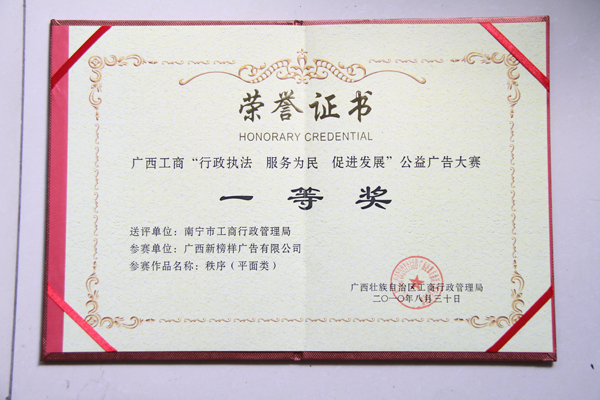 荣誉证书
HONORARY CREDENTIAL
广西工商“行政执法 服务为民 促进发展”公益广告大赛
一等奖
送评单位：南宁市工商行政管理局
参赛单位：广西新榜样广告有限公司
参赛作品名称：秩序（平面类）
广西壮族自治区工商行政管理局
二〇一〇年八月三十日